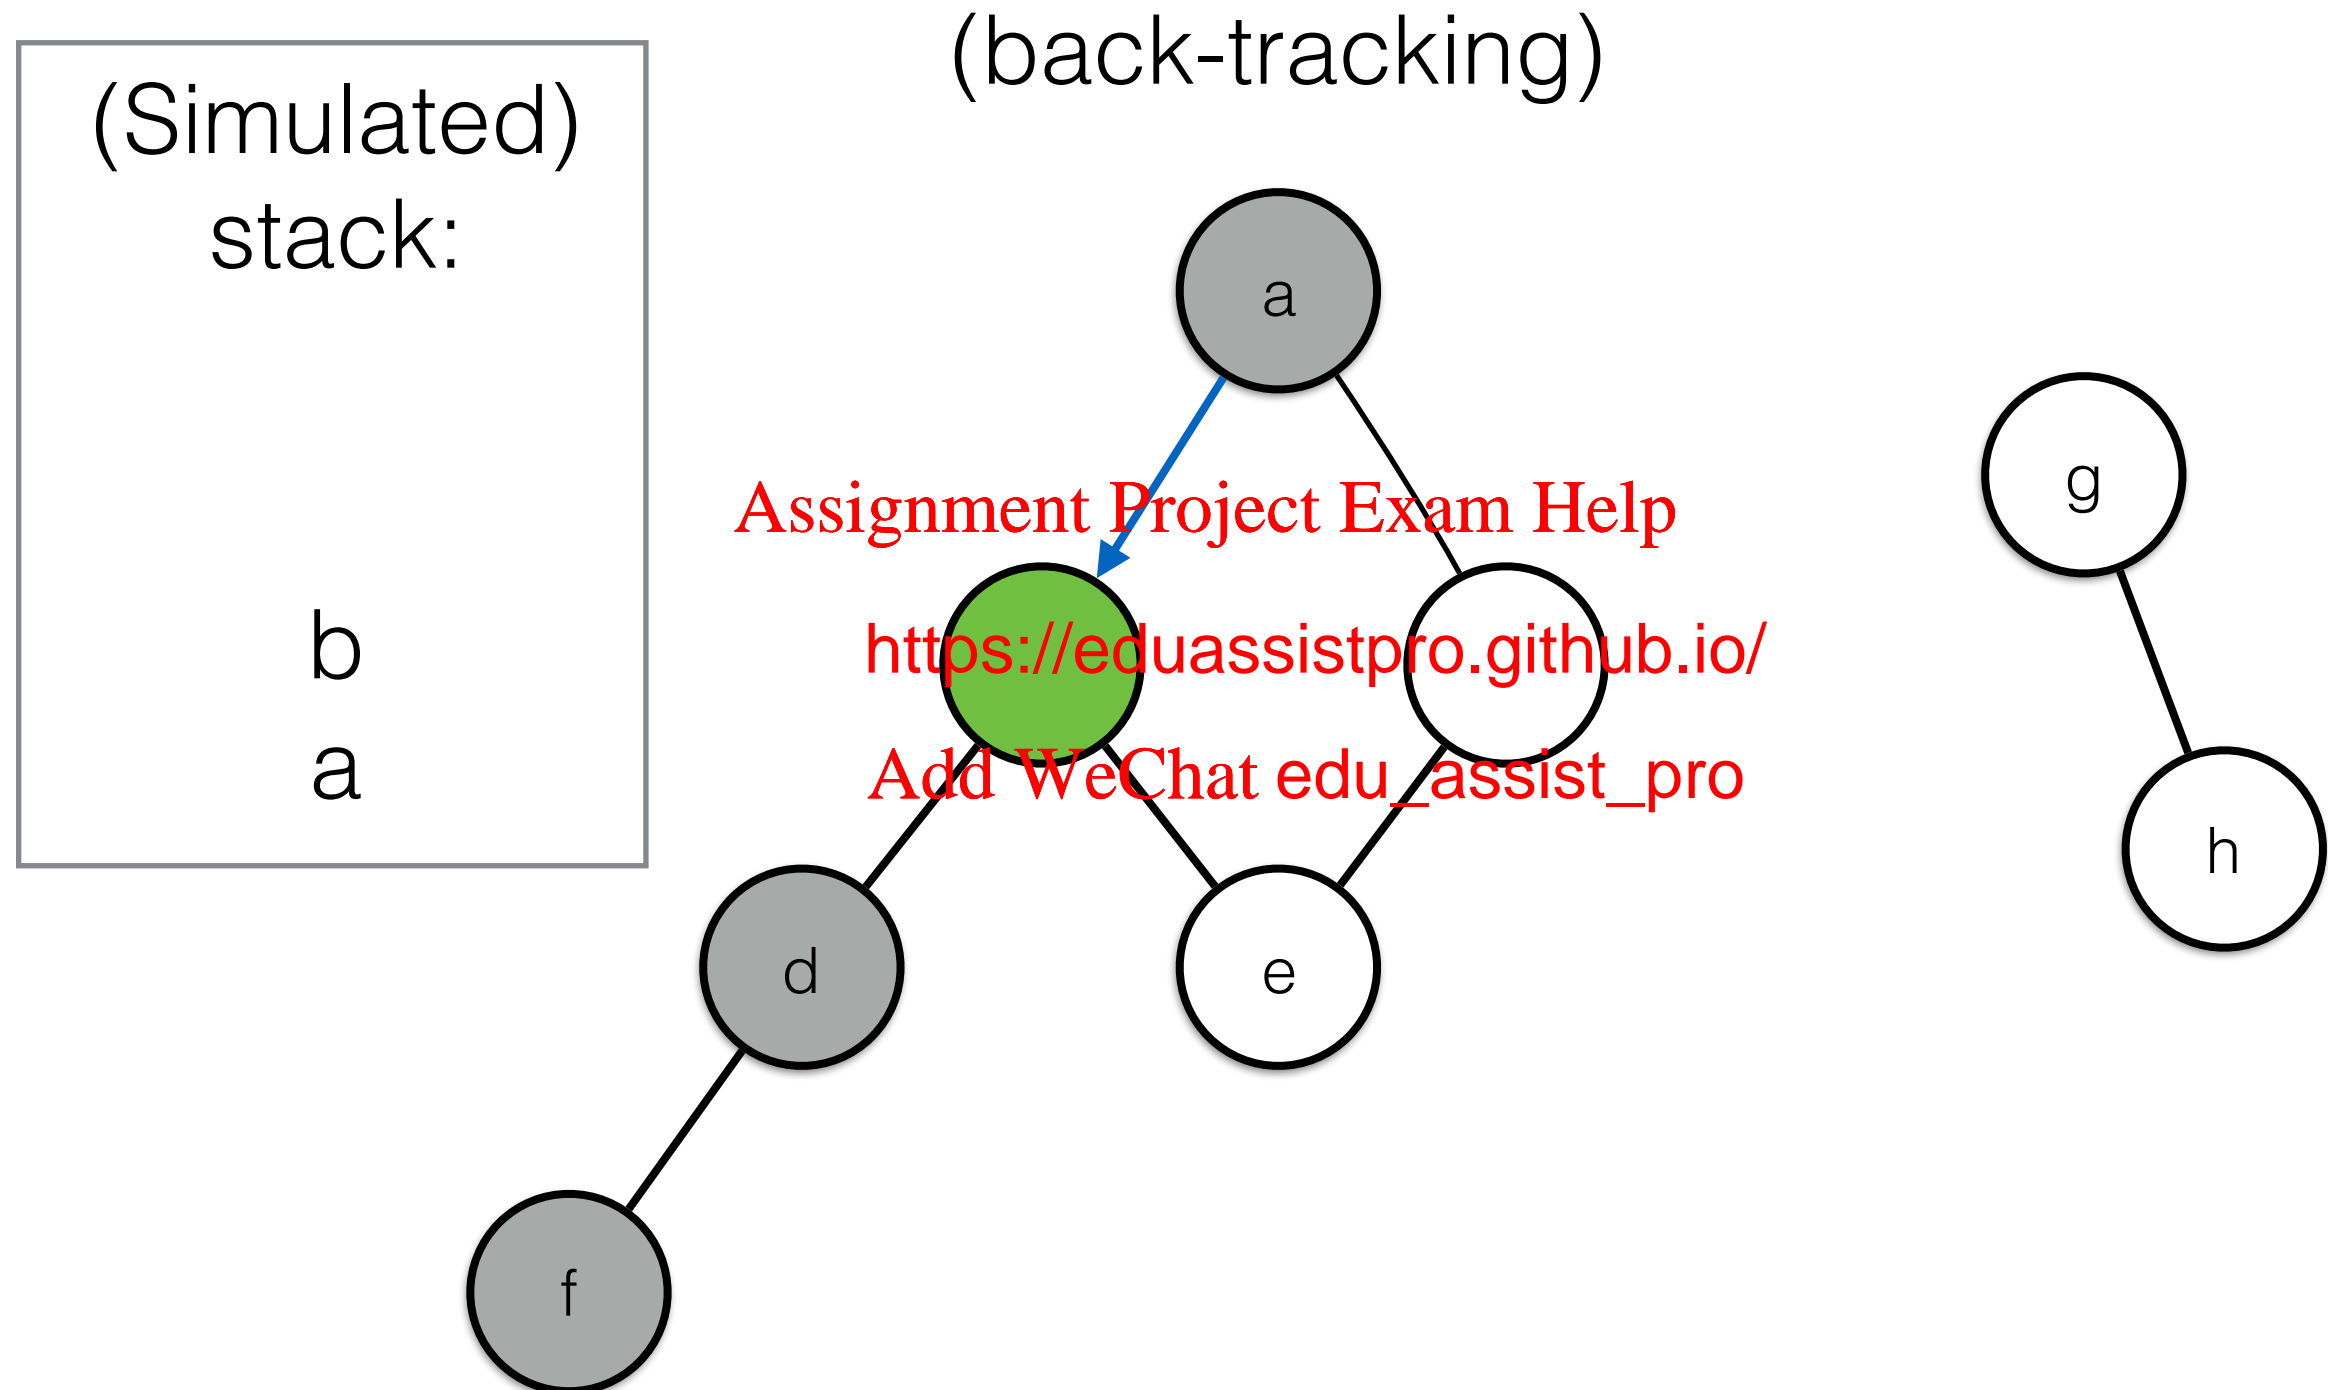 (back-tracking)
(Simulated)
stack:
b
a
a
g
Assignment Project Exam Help
https://eduassistpro.github.io/
Add WeChat edu_assist_pro
h
d
e
f